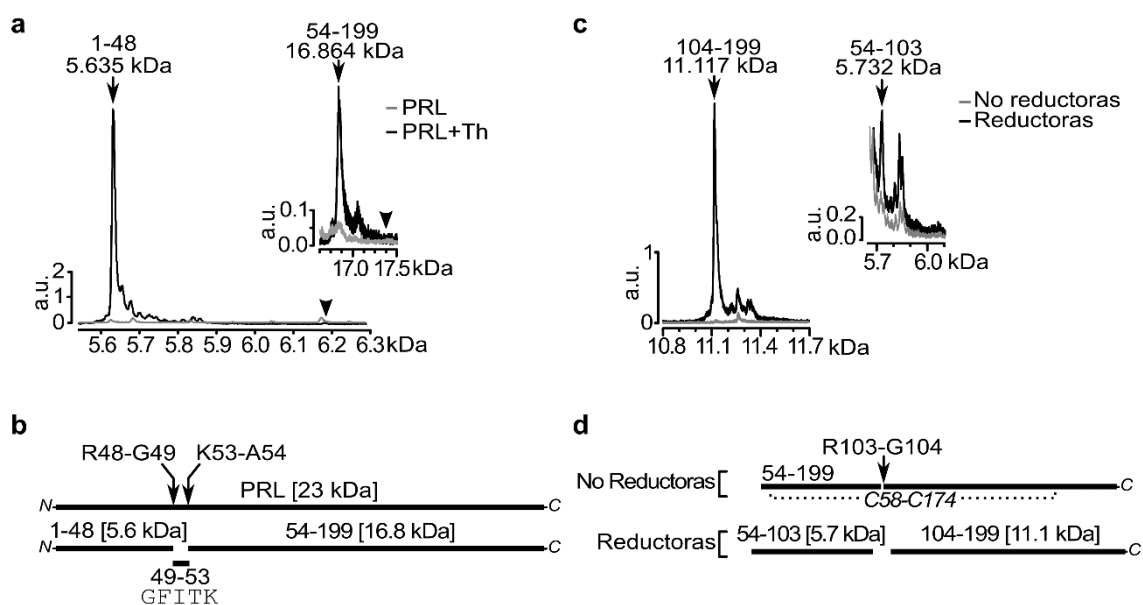 a
1-48
5.635 kDa
54-199
16.864 kDa
PRL
PRL+Th
a.u.
0.1
0.0
17.0 17.5 kDa
a.u.
2
1
0
5.6 5.7 5.8 5.9 6.0 6.1 6.2 6.3 kDa
b
R48-G49 K53-A54
PRL [23 kDa]
N- -C
1-48 [5.6 kDa] 54-199 [16.8 kDa]
N- -C
49-53
GFITK
c
104-199
11.117 kDa
54-103
5.732 kDa
No reductoras
Reductoras
a.u.
0.2
0.0
5.7 6.0 kDa
a.u.
1
0
10.8 11.1 11.4 11.7 kDa
d
R103-G104
No Reductoras 54-199 -C
C58-C174
Reductoras 54-103 [5.7 kDa] 104-199 [11.1 kDa]
-C